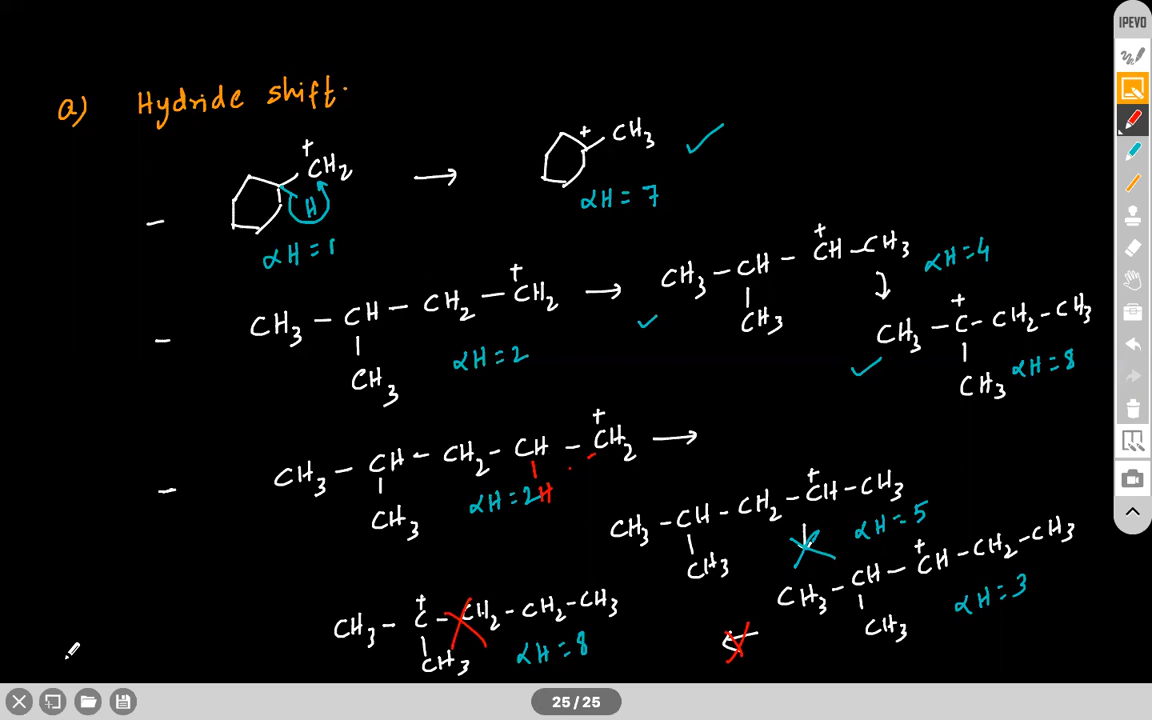 IPEVO
a) Hydride shift.
+
CH2
H
αH = 1
→
+
CH3
αH = 7
✓
- CH3 – CH – CH2 – +CH2
CH3
αH = 2
→
CH3 – CH – +CH – CH3
CH3
αH = 4
✓
CH3 – +C – CH2 – CH3
CH3
αH = 8
✓
- CH3 – CH – CH2 – CH – +CH2 →
CH3
αH = 2
H
CH3 – CH – CH2 – +CH – CH3
CH3
αH = 5
CH3 – CH – +CH – CH2 – CH3
CH3
αH = 3
CH3 – +C – CH2 – CH2 – CH3
CH3
αH = 8
25 / 25